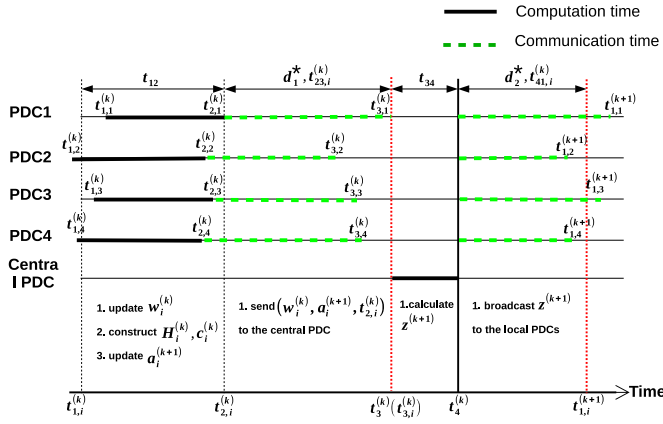 Computation time
Communication time
t₁₂ d₁*, t₂₃,ᵢ⁽ᵏ⁾ t₃₄ d₂*, t₄₁,ᵢ⁽ᵏ⁾
PDC1 t₁,₁⁽ᵏ⁾ t₂,₁⁽ᵏ⁾ t₃,₁⁽ᵏ⁾ t₁,₁⁽ᵏ⁺¹⁾
PDC2 t₁,₂⁽ᵏ⁾ t₂,₂⁽ᵏ⁾ t₃,₂⁽ᵏ⁾ t₁,₂⁽ᵏ⁺¹⁾
PDC3 t₁,₃⁽ᵏ⁾ t₂,₃⁽ᵏ⁾ t₃,₃⁽ᵏ⁾ t₁,₃⁽ᵏ⁺¹⁾
PDC4 t₁,₄⁽ᵏ⁾ t₂,₄⁽ᵏ⁾ t₃,₄⁽ᵏ⁾ t₁,₄⁽ᵏ⁺¹⁾
Centra
l PDC
1. update wᵢ⁽ᵏ⁾
2. construct Hᵢ⁽ᵏ⁾, cᵢ⁽ᵏ⁾
3. update aᵢ⁽ᵏ⁺¹⁾
1. send(wᵢ⁽ᵏ⁾, aᵢ⁽ᵏ⁺¹⁾, t₂,ᵢ⁽ᵏ⁾)
to the central PDC
1.calculate
z⁽ᵏ⁺¹⁾
1. broadcast z⁽ᵏ⁺¹⁾
to the local PDCs
Time
t₁,ᵢ⁽ᵏ⁾ t₂,ᵢ⁽ᵏ⁾ t₃⁽ᵏ⁾(t₃,ᵢ⁽ᵏ⁾) t₄⁽ᵏ⁾ t₁,ᵢ⁽ᵏ⁺¹⁾